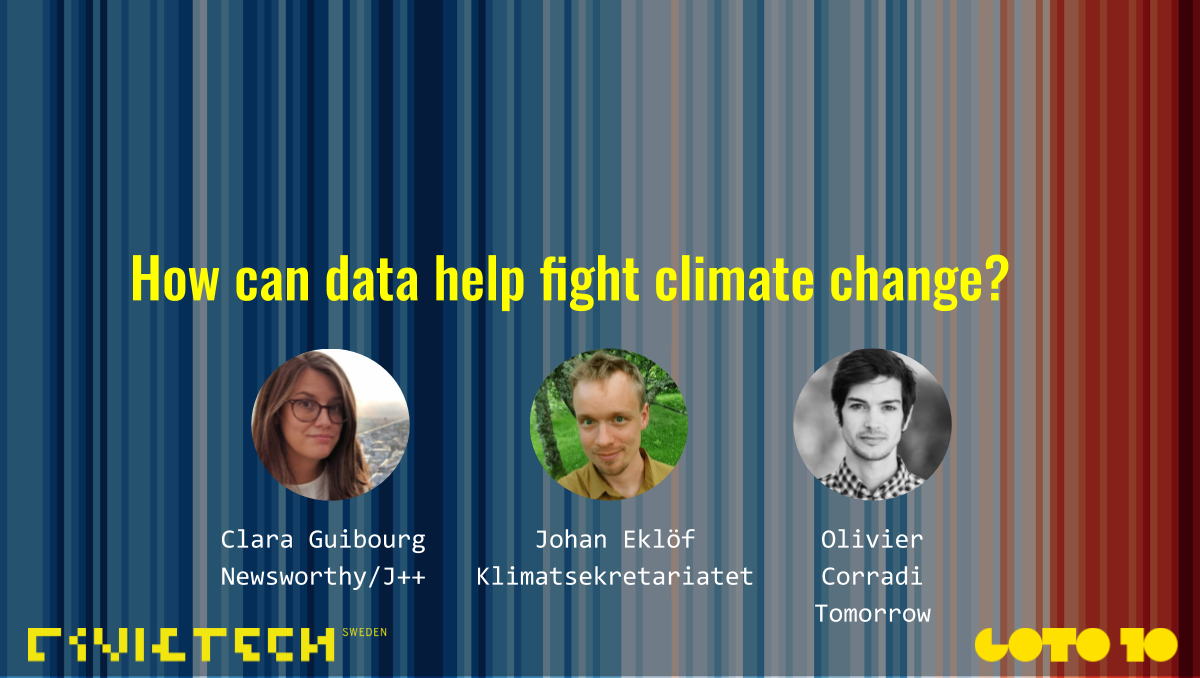 How can data help fight climate change?
Clara Guibourg
Newsworthy/J++
Johan Eklöf
Klimatsekretariatet
Olivier
Corradi
Tomorrow
CIVICTECH SWEDEN
GOTO 10